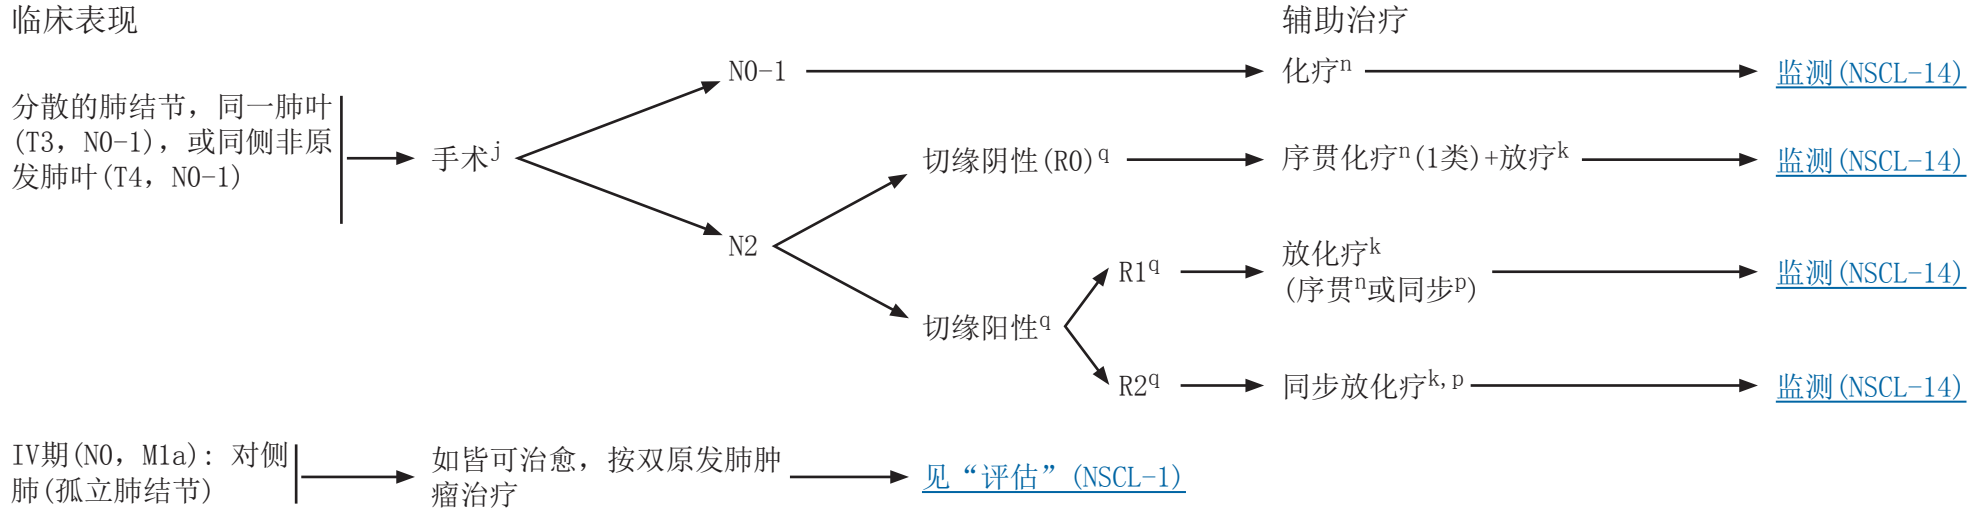 临床表现
辅助治疗
分散的肺结节，同一肺叶
(T3，N0-1)，或同侧非原
发肺叶(T4，N0-1)
手术j
N0-1
化疗n
监测(NSCL-14)
N2
切缘阴性(R0)q
序贯化疗n(1类)+放疗k
监测(NSCL-14)
切缘阳性q
R1q
放化疗k
(序贯n或同步p)
监测(NSCL-14)
R2q
同步放化疗k,p
监测(NSCL-14)
IV期(N0，M1a)：对侧
肺(孤立肺结节)
如皆可治愈，按双原发肺肿
瘤治疗
见“评估”(NSCL-1)